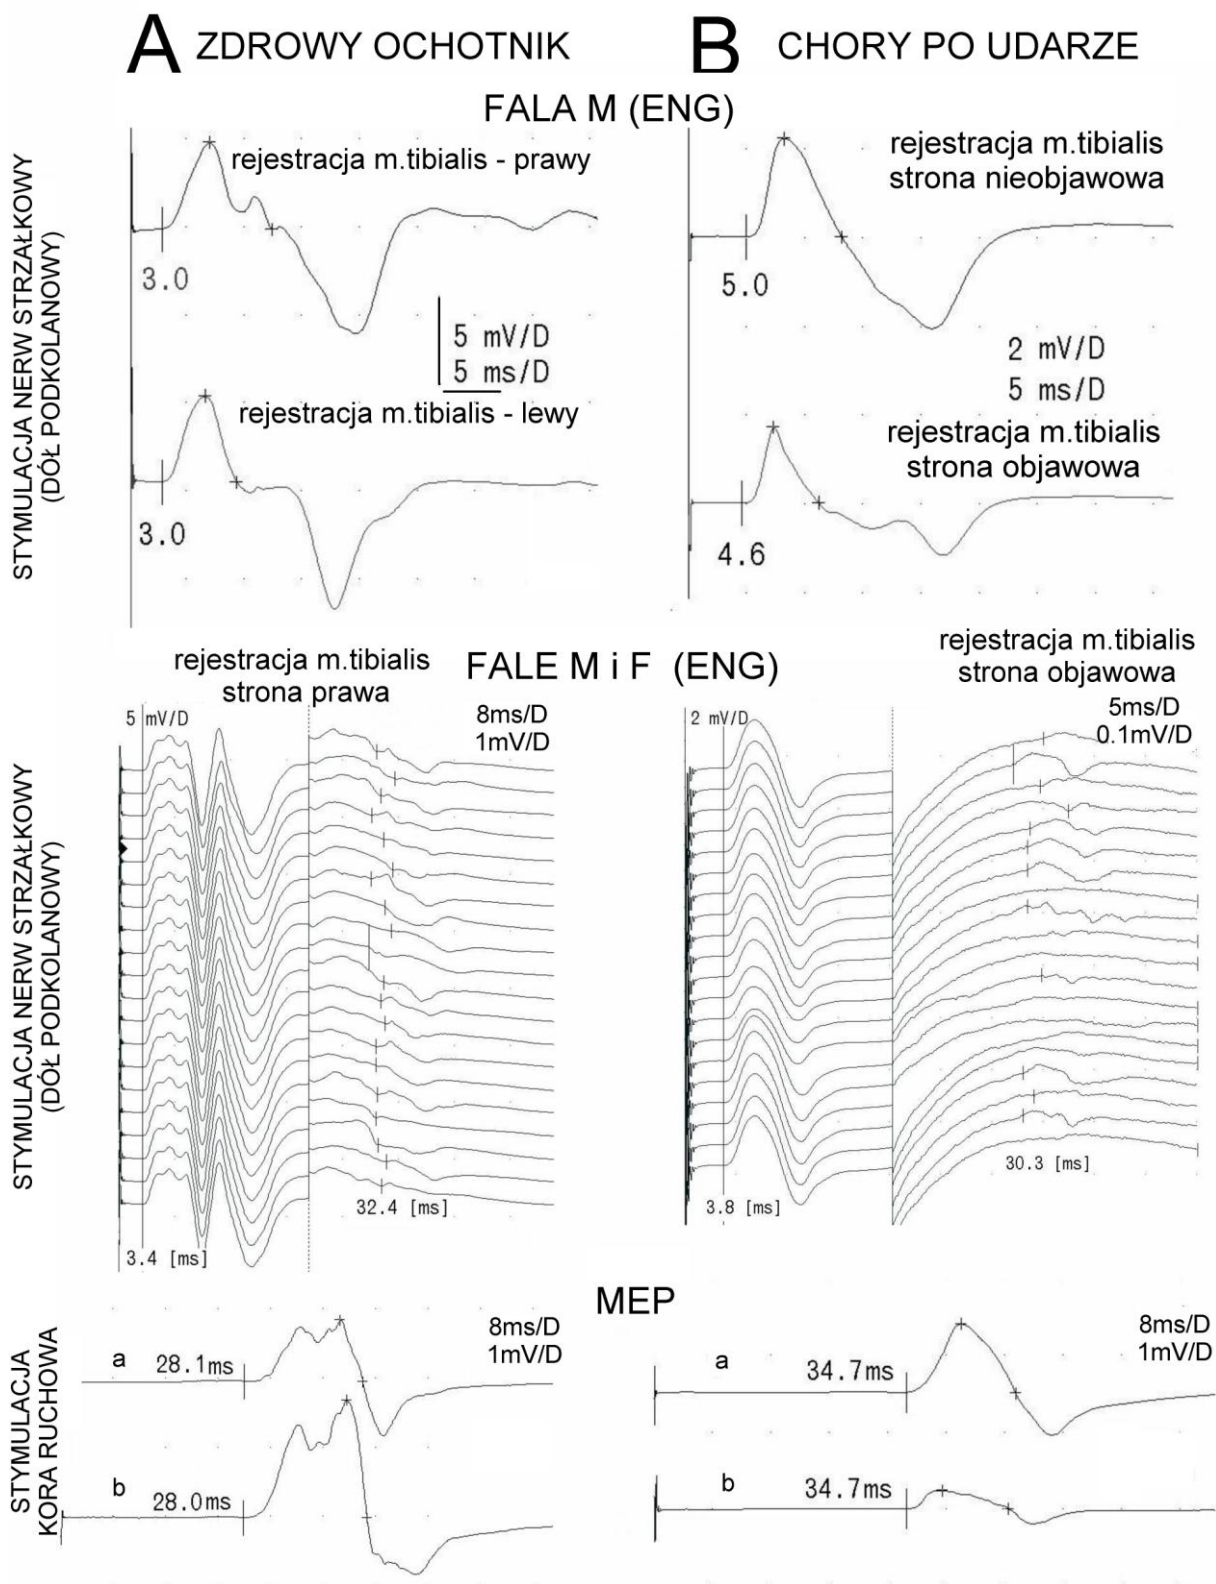 A ZDROWY OCHOTNIK
B CHORY PO UDARZE
FALA M (ENG)
STYMULACJA NERW STRZAŁKOWY
(DÓŁ PODKOLANOWY)
rejestracja m.tibialis - prawy
3.0
5 mV/D
5 ms/D
rejestracja m.tibialis - lewy
3.0
rejestracja m.tibialis
strona nieobjawowa
5.0
2 mV/D
5 ms/D
rejestracja m.tibialis
strona objawowa
4.6
FALE M i F (ENG)
STYMULACJA NERW STRZAŁKOWY
(DÓŁ PODKOLANOWY)
rejestracja m.tibialis
strona prawa
5 mV/D
8ms/D
1mV/D
32.4 [ms]
3.4 [ms]
rejestracja m.tibialis
strona objawowa
2 mV/D
5ms/D
0.1mV/D
30.3 [ms]
3.8 [ms]
MEP
STYMULACJA
KORA RUCHOWA
8ms/D
1mV/D
a 28.1ms
b 28.0ms
8ms/D
1mV/D
a 34.7ms
b 34.7ms